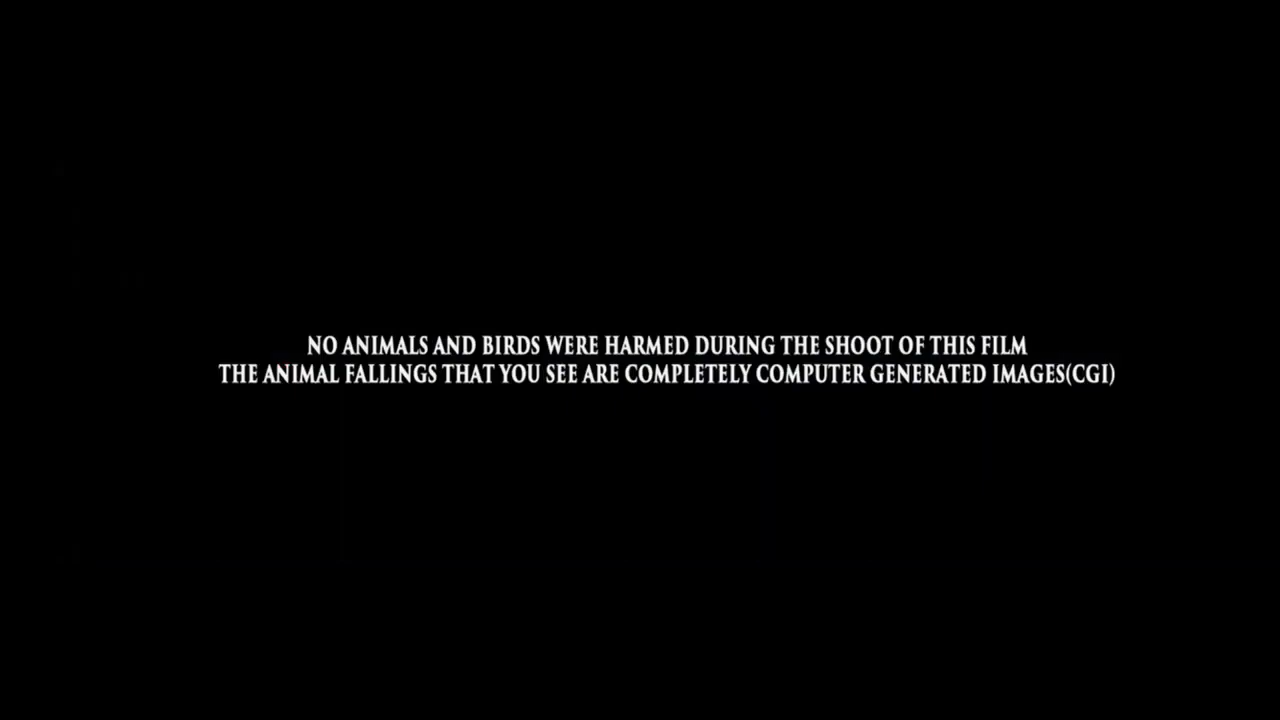 NO ANIMALS AND BIRDS WERE HARMED DURING THE SHOOT OF THIS FILM
THE ANIMAL FALLINGS THAT YOU SEE ARE COMPLETELY COMPUTER GENERATED IMAGES(CGI)